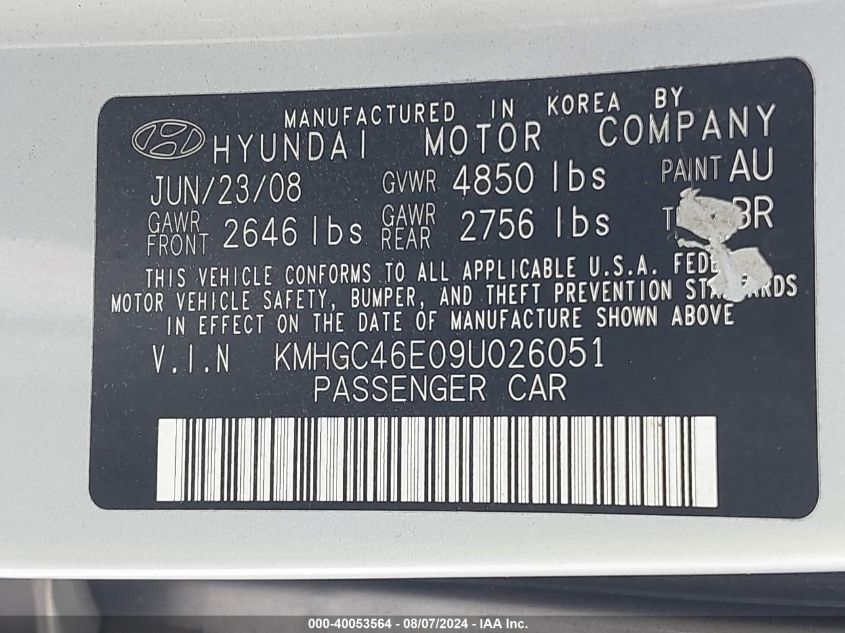 MANUFACTURED IN KOREA BY
HYUNDAI MOTOR COMPANY
JUN/23/08 GVWR 4850 lbs PAINT AU
GAWR FRONT 2646 lbs GAWR REAR 2756 lbs BR
THIS VEHICLE CONFORMS TO ALL APPLICABLE U.S.A.
MOTOR VEHICLE SAFETY, BUMPER, AND THEFT PREVENTION
IN EFFECT ON THE DATE OF MANUFACTURE SHOWN ABOVE
V.I.N KMHGC46E09U026051
PASSENGER CAR
000-40053564 - 08/07/2024 - IAA Inc.